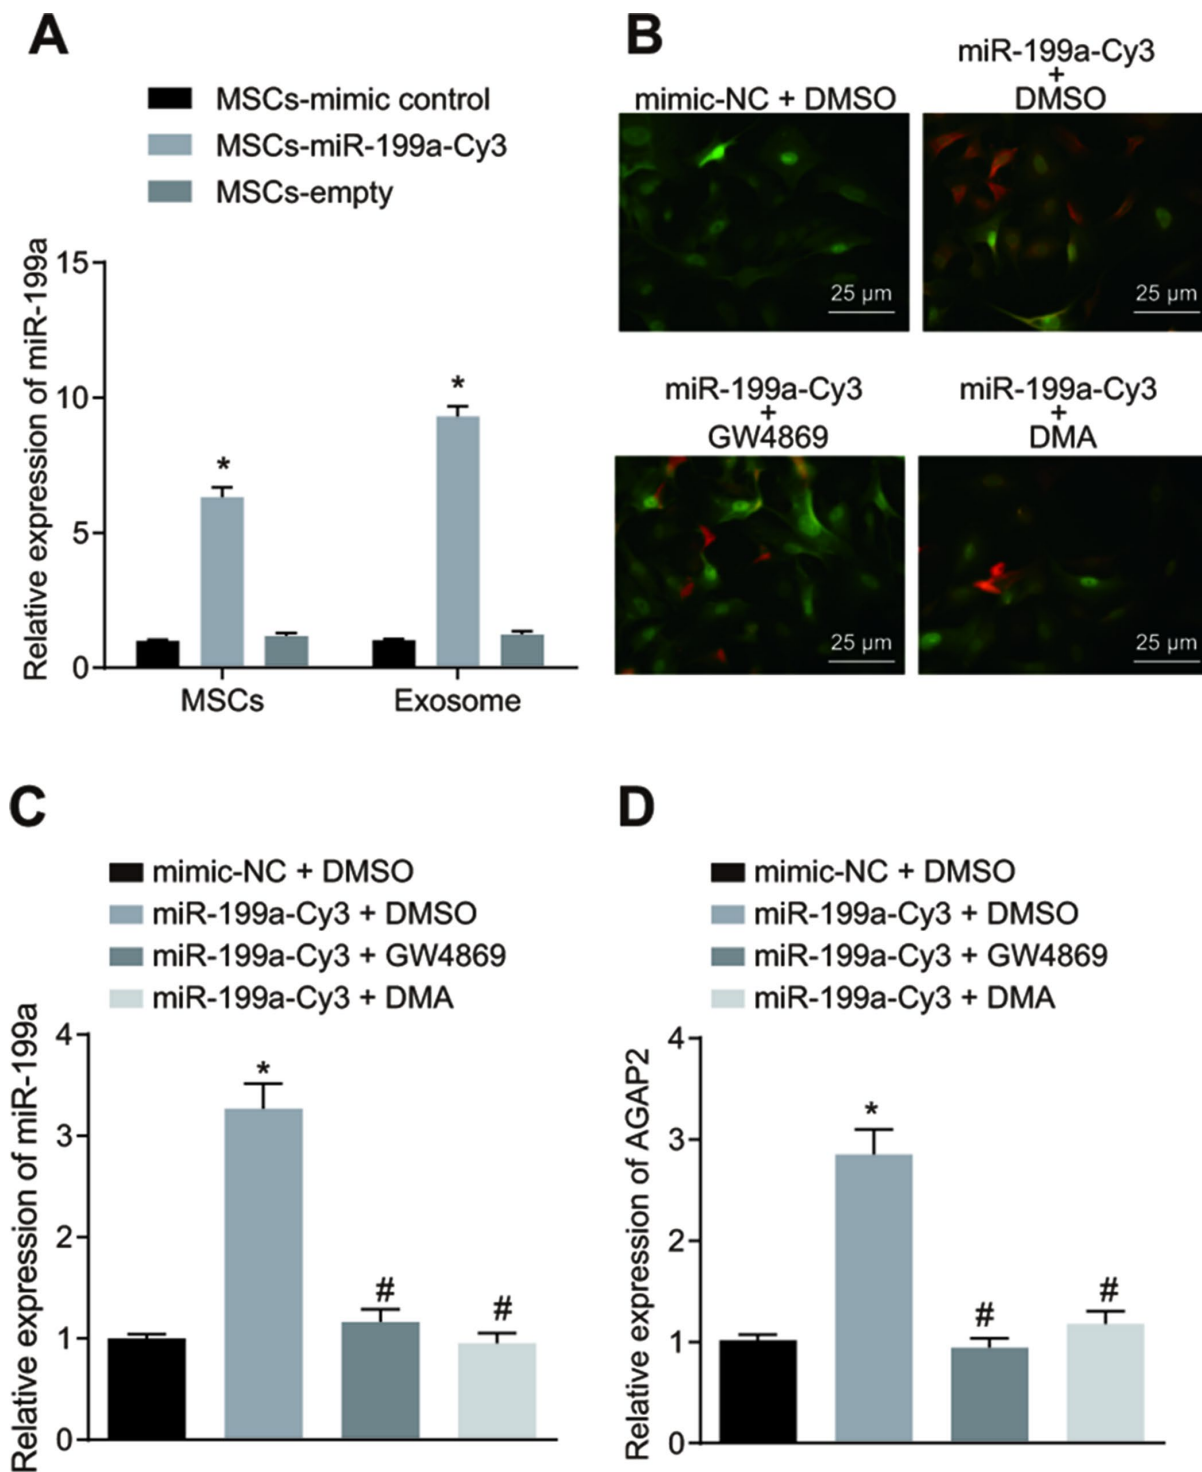 A
MSCs-mimic control
MSCs-miR-199a-Cy3
MSCs-empty
Relative expression of miR-199a
15
10
5
0
*
*
MSCs
Exosome
B
mimic-NC + DMSO
miR-199a-Cy3
+
DMSO
25 µm
25 µm
miR-199a-Cy3
+
GW4869
miR-199a-Cy3
+
DMA
25 µm
25 µm
C
mimic-NC + DMSO
miR-199a-Cy3 + DMSO
miR-199a-Cy3 + GW4869
miR-199a-Cy3 + DMA
Relative expression of miR-199a
4
3
2
1
0
*
#
#
D
mimic-NC + DMSO
miR-199a-Cy3 + DMSO
miR-199a-Cy3 + GW4869
miR-199a-Cy3 + DMA
Relative expression of AGAP2
4
3
2
1
0
*
#
#